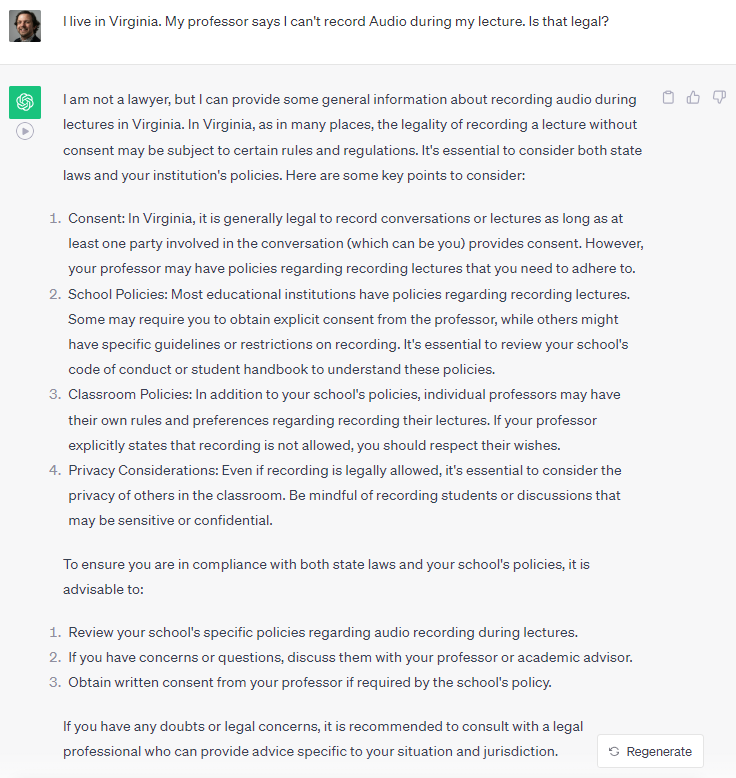 I live in Virginia. My professor says I can't record Audio during my lecture. Is that legal?
I am not a lawyer, but I can provide some general information about recording audio during
lectures in Virginia. In Virginia, as in many places, the legality of recording a lecture without
consent may be subject to certain rules and regulations. It's essential to consider both state
laws and your institution's policies. Here are some key points to consider:
1. Consent: In Virginia, it is generally legal to record conversations or lectures as long as at
least one party involved in the conversation (which can be you) provides consent. However,
your professor may have policies regarding recording lectures that you need to adhere to.
2. School Policies: Most educational institutions have policies regarding recording lectures.
Some may require you to obtain explicit consent from the professor, while others might
have specific guidelines or restrictions on recording. It's essential to review your school's
code of conduct or student handbook to understand these policies.
3. Classroom Policies: In addition to your school's policies, individual professors may have
their own rules and preferences regarding recording their lectures. If your professor
explicitly states that recording is not allowed, you should respect their wishes.
4. Privacy Considerations: Even if recording is legally allowed, it's essential to consider the
privacy of others in the classroom. Be mindful of recording students or discussions that
may be sensitive or confidential.
To ensure you are in compliance with both state laws and your school's policies, it is
advisable to:
1. Review your school's specific policies regarding audio recording during lectures.
2. If you have concerns or questions, discuss them with your professor or academic advisor.
3. Obtain written consent from your professor if required by the school's policy.
If you have any doubts or legal concerns, it is recommended to consult with a legal
professional who can provide advice specific to your situation and jurisdiction.
Regenerate